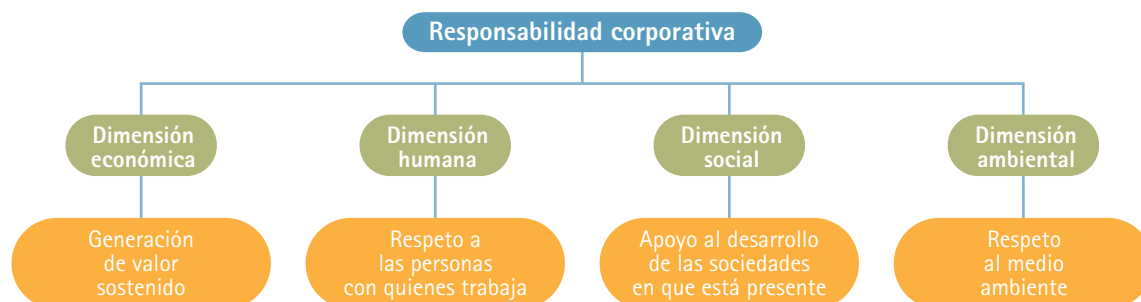 Responsabilidad corporativa
Dimensión
económica
Dimensión
humana
Dimensión
social
Dimensión
ambiental
Generación
de valor
sostenido
Respeto a
las personas
con quienes trabaja
Apoyo al desarrollo
de las sociedades
en que está presente
Respeto
al medio
ambiente